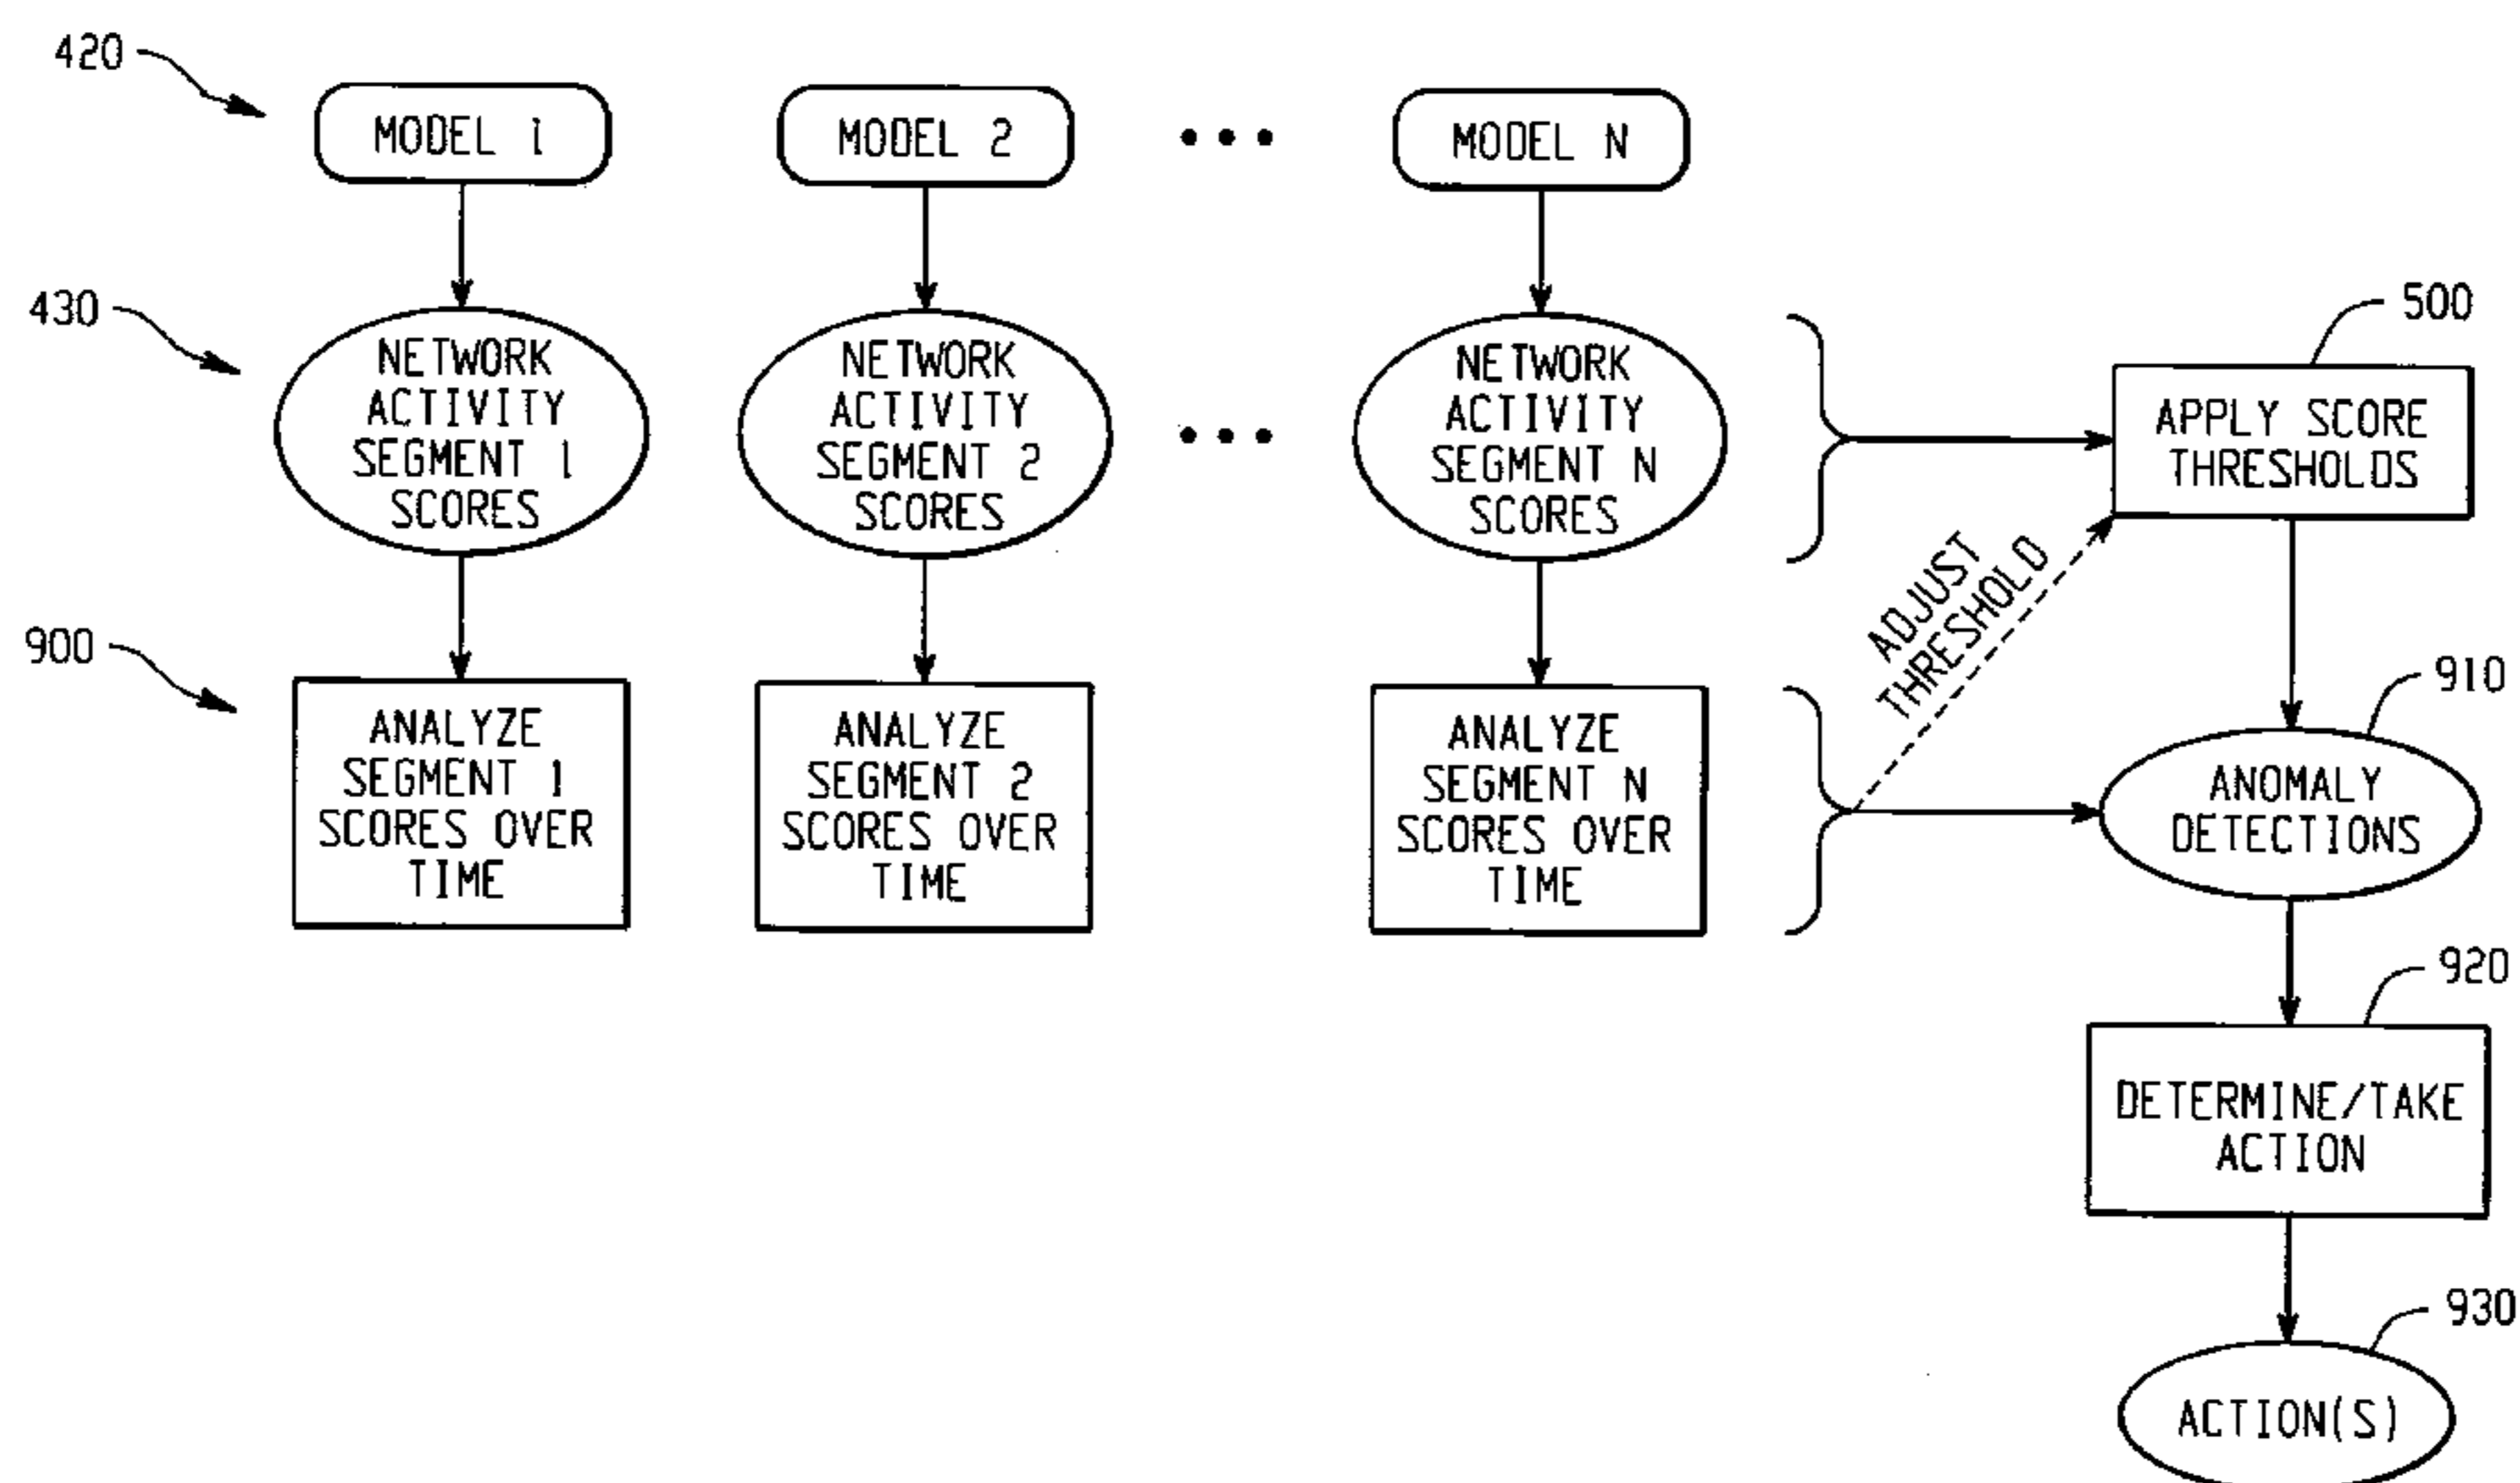 420
MODEL 1
MODEL 2
MODEL N
430
NETWORK
ACTIVITY
SEGMENT 1
SCORES
NETWORK
ACTIVITY
SEGMENT 2
SCORES
NETWORK
ACTIVITY
SEGMENT N
SCORES
500
APPLY SCORE
THRESHOLDS
ADJUST
THRESHOLD
900
ANALYZE
SEGMENT 1
SCORES OVER
TIME
ANALYZE
SEGMENT 2
SCORES OVER
TIME
ANALYZE
SEGMENT N
SCORES OVER
TIME
910
ANOMALY
DETECTIONS
920
DETERMINE/TAKE
ACTION
930
ACTION(S)